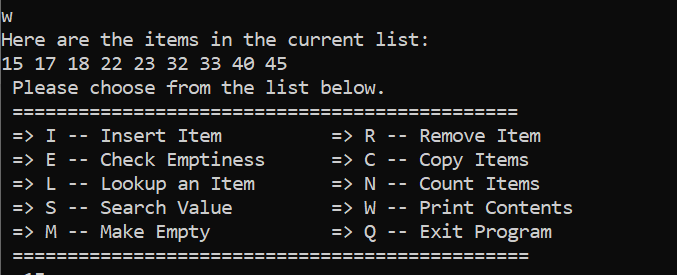 w
Here are the items in the current list:
15 17 18 22 23 32 33 40 45
Please choose from the list below.
==============================================
=> I -- Insert Item          => R -- Remove Item
=> E -- Check Emptiness      => C -- Copy Items
=> L -- Lookup an Item       => N -- Count Items
=> S -- Search Value         => W -- Print Contents
=> M -- Make Empty           => Q -- Exit Program
===============================================